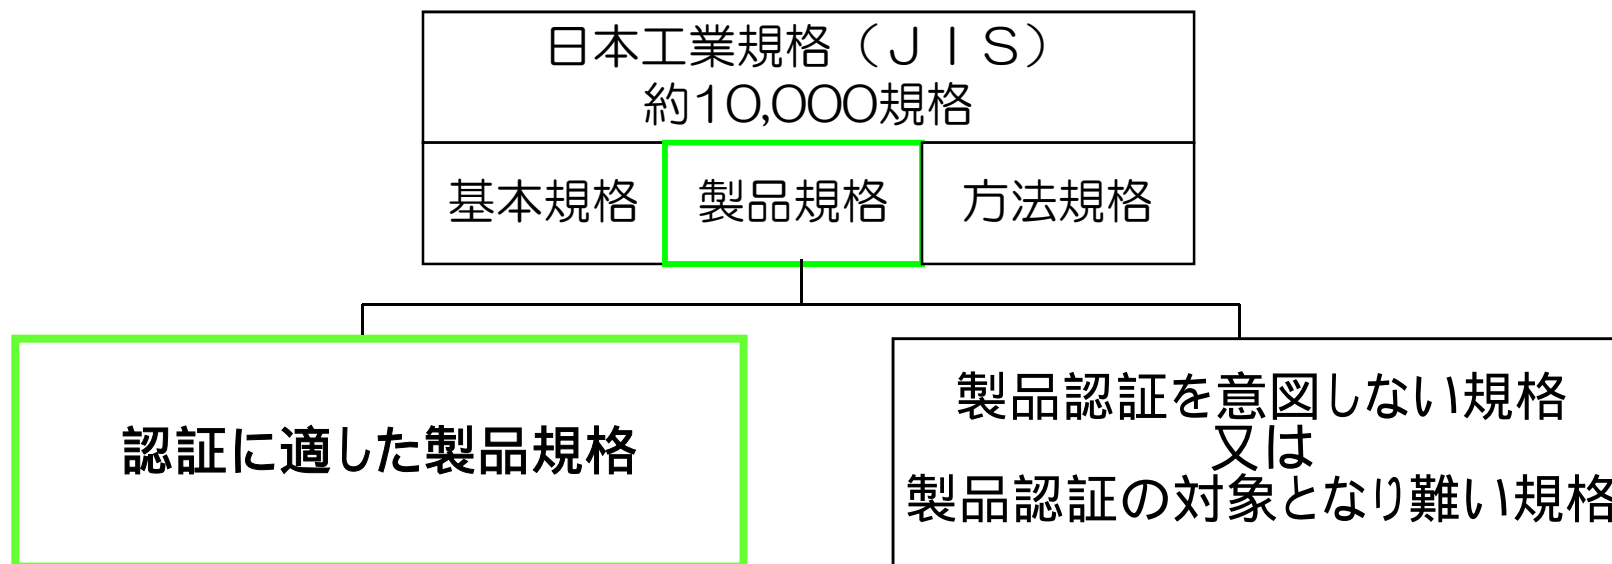 日本工業規格（ＪＩＳ）
約10,000規格
基本規格
製品規格
方法規格
認証に適した製品規格
製品認証を意図しない規格
又は
製品認証の対象となり難い規格